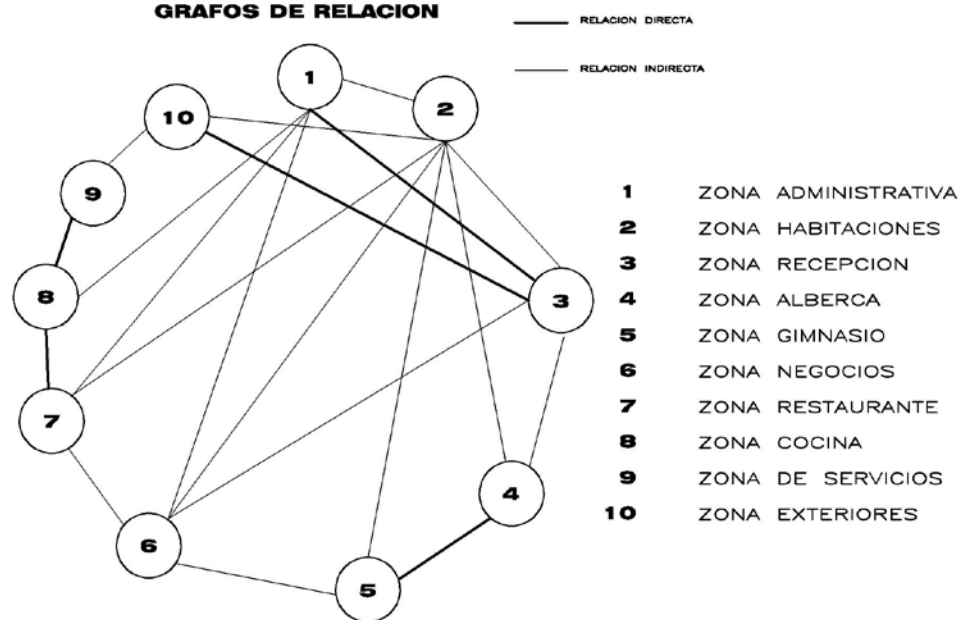 GRAFOS DE RELACION
RELACION DIRECTA
RELACION INDIRECTA
1
2
10
9
8
3
7
4
6
5
1 ZONA ADMINISTRATIVA
2 ZONA HABITACIONES
3 ZONA RECEPCION
4 ZONA ALBERCA
5 ZONA GIMNASIO
6 ZONA NEGOCIOS
7 ZONA RESTAURANTE
8 ZONA COCINA
9 ZONA DE SERVICIOS
10 ZONA EXTERIORES